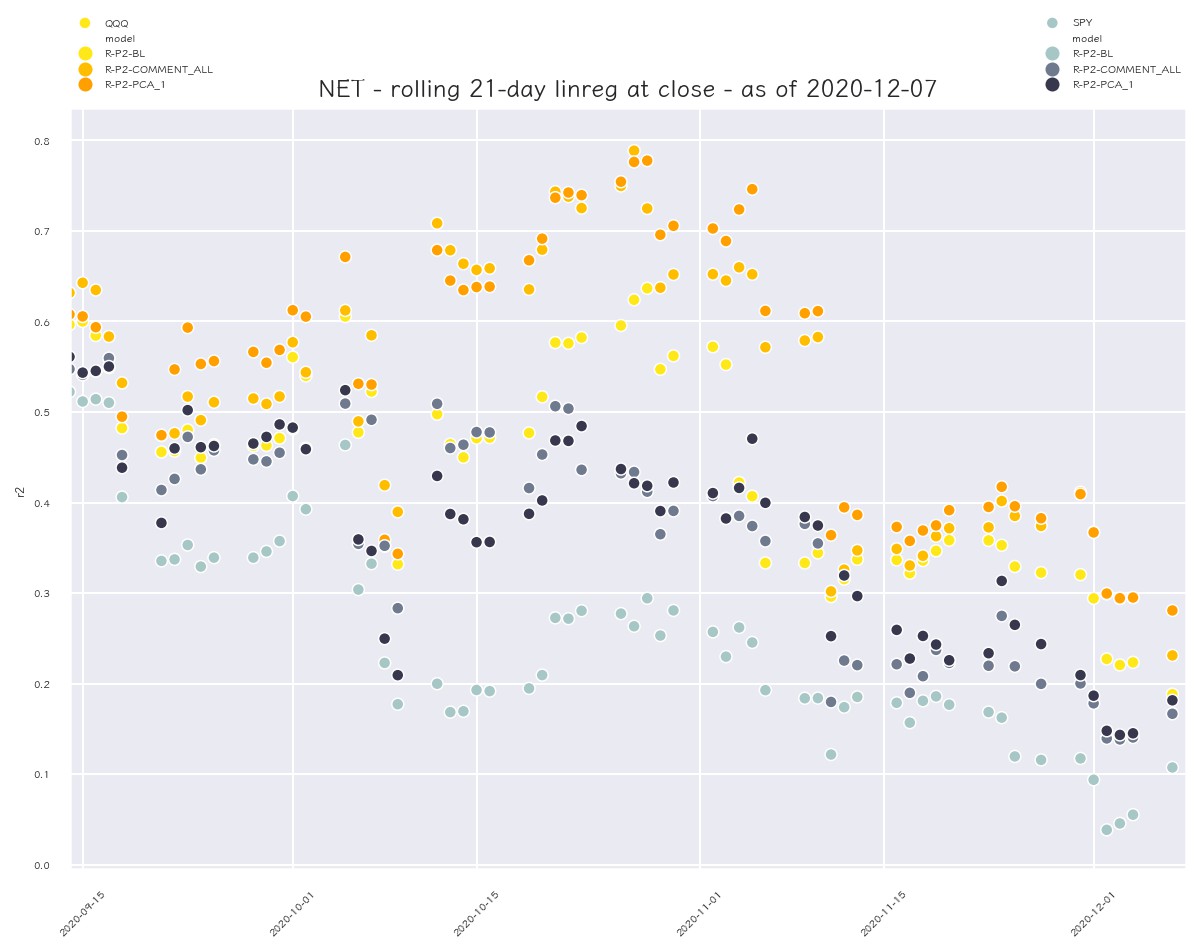 QQQ
model
R-P2-BL
R-P2-COMMENT_ALL
R-P2-PCA_1
SPY
model
R-P2-BL
R-P2-COMMENT_ALL
R-P2-PCA_1
NET - rolling 21-day linreg at close - as of 2020-12-07
0.8
0.7
0.6
0.5
0.4
0.3
0.2
0.1
0.0
r2
2020-09-15
2020-10-01
2020-10-15
2020-11-01
2020-11-15
2020-12-01